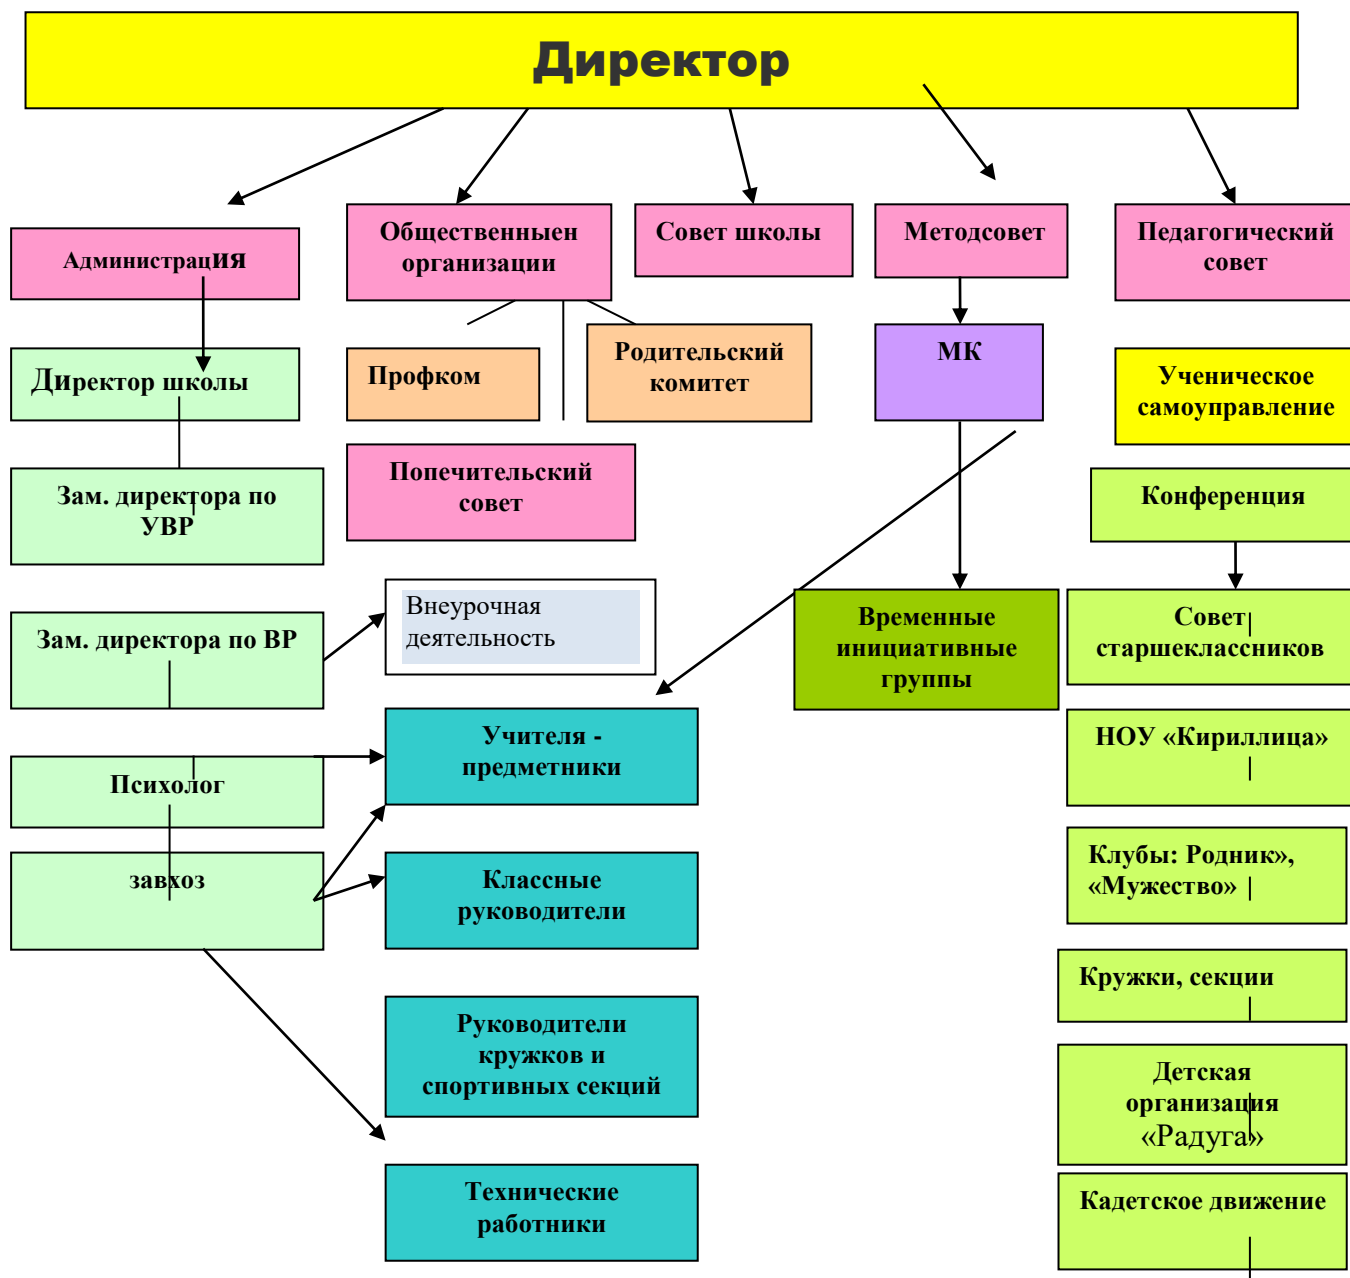 Директор
Администрация
Общественныен
организации
Совет школы
Методсовет
Педагогический
совет
Директор школы
Профком
Родительский
комитет
МК
Ученическое
самоуправление
Зам. директора по
УВР
Попечительский
совет
Конференция
Зам. директора по ВР
Внеурочная
деятельность
Временные
инициативные
группы
Совет
старшеклассников
Учителя -
предметники
НОУ «Кириллица»
Психолог
завхоз
Классные
руководители
Клубы: Родник»,
«Мужество»
Кружки, секции
Руководители
кружков и
спортивных секций
Детская
организация
«Радуга»
Технические
работники
Кадетское движение